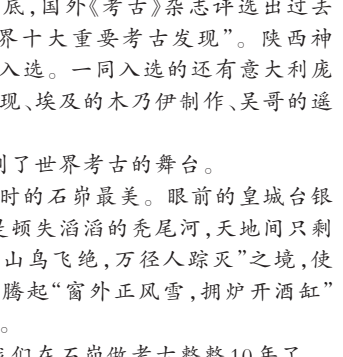 底，国外《考古》杂志评选出过去
界十大重要考古发现”。陕西神
入选。一同入选的还有意大利庞
现、埃及的木乃伊制作、吴哥的遥
到了世界考古的舞台。
时的石峁最美。眼前的皇城台银
是顿失滔滔的秃尾河，天地间只剩
山鸟飞绝，万径人踪灭”之境，使
腾起“窗外正风雪，拥炉开酒缸”
。
我们在石峁做考古整整10年了